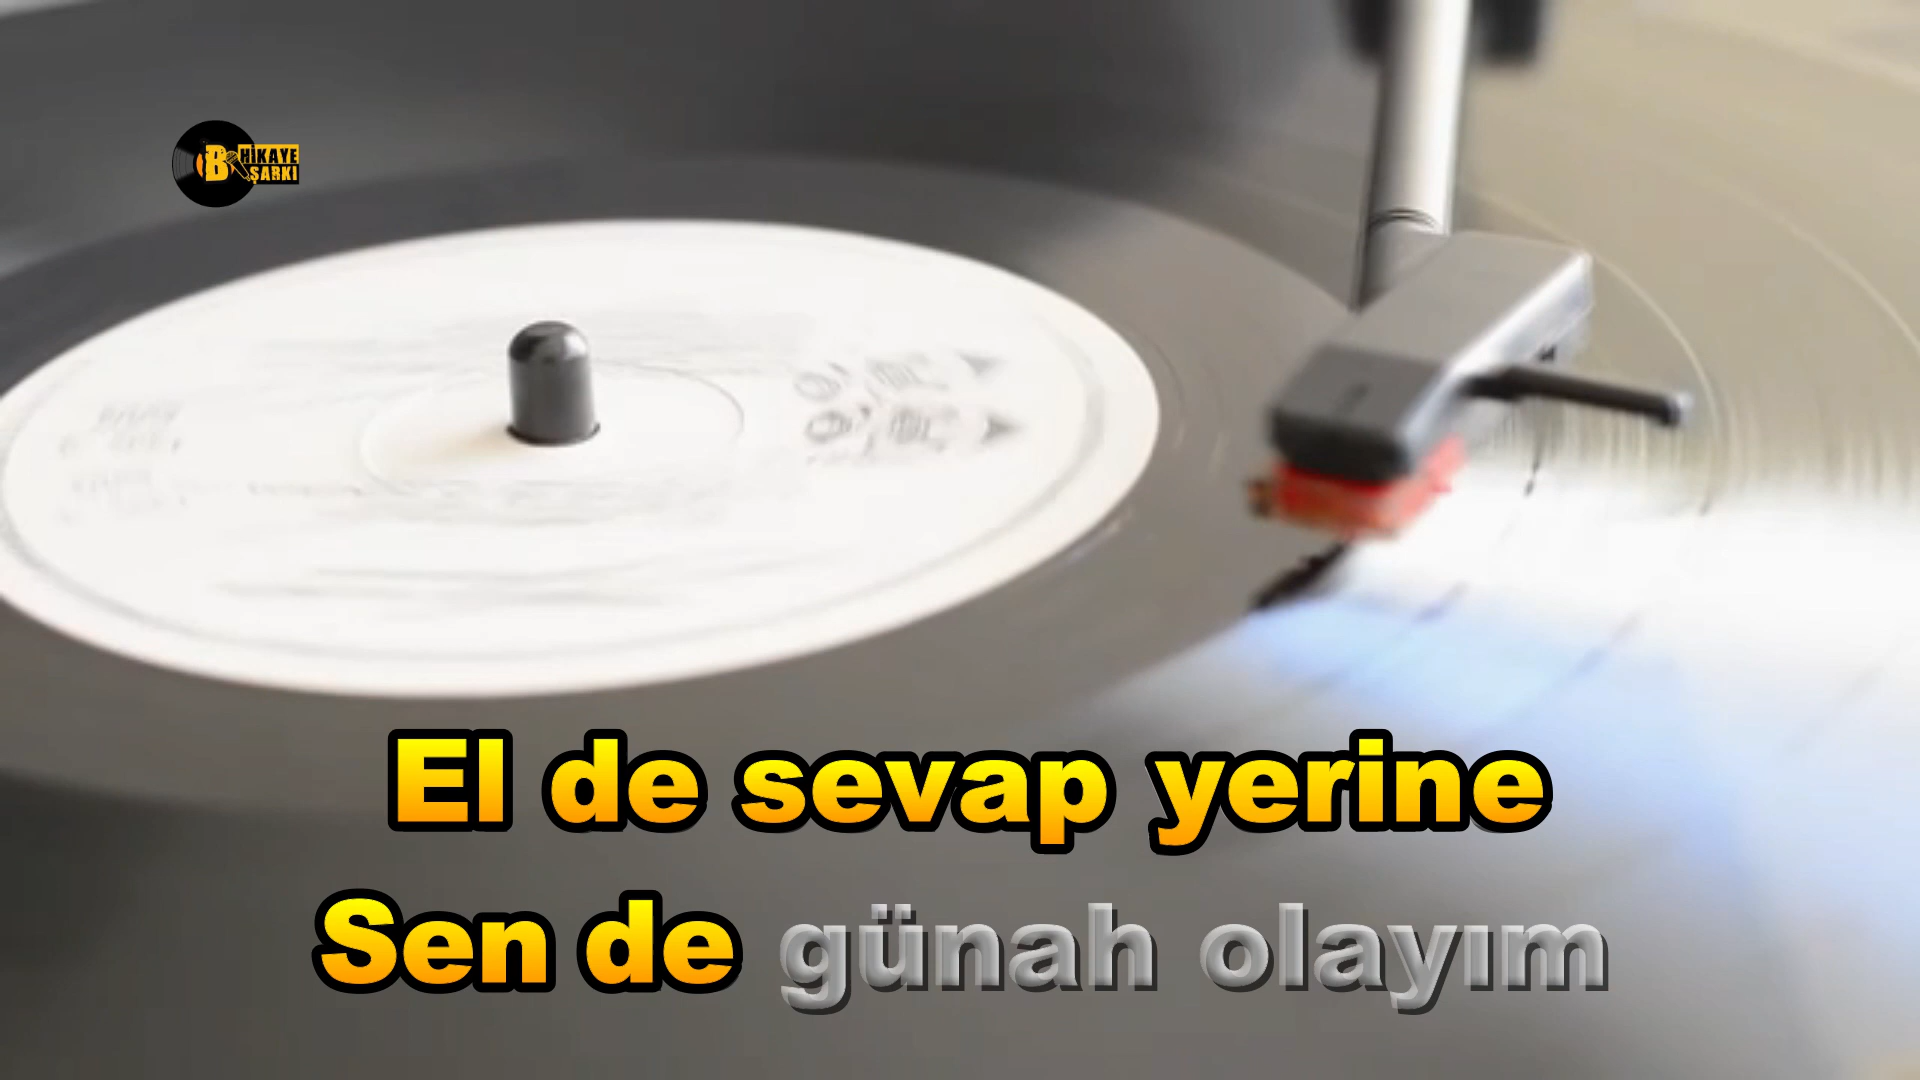 B HİKAYE
ŞARKI
El de sevap yerine
Sen de günah olayım